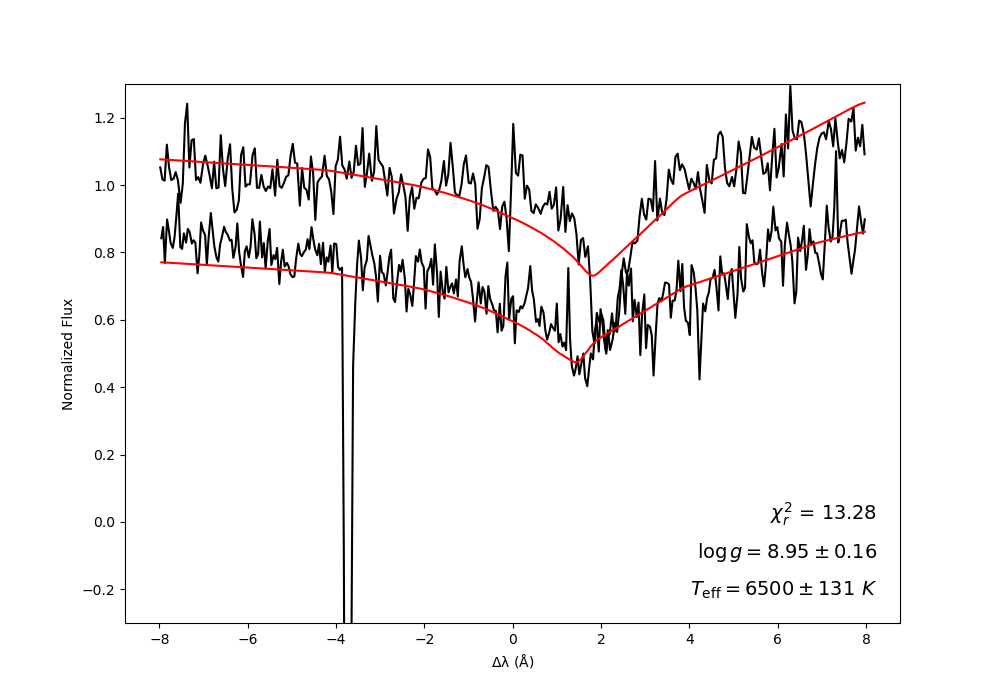 1.2
1.0
0.8
0.6
0.4
0.2
0.0
−0.2
Normalized Flux
χ²ᵣ = 13.28
log g = 8.95 ± 0.16
T_eff = 6500 ± 131 K
−8 −6 −4 −2 0 2 4 6 8
Δλ (Å)